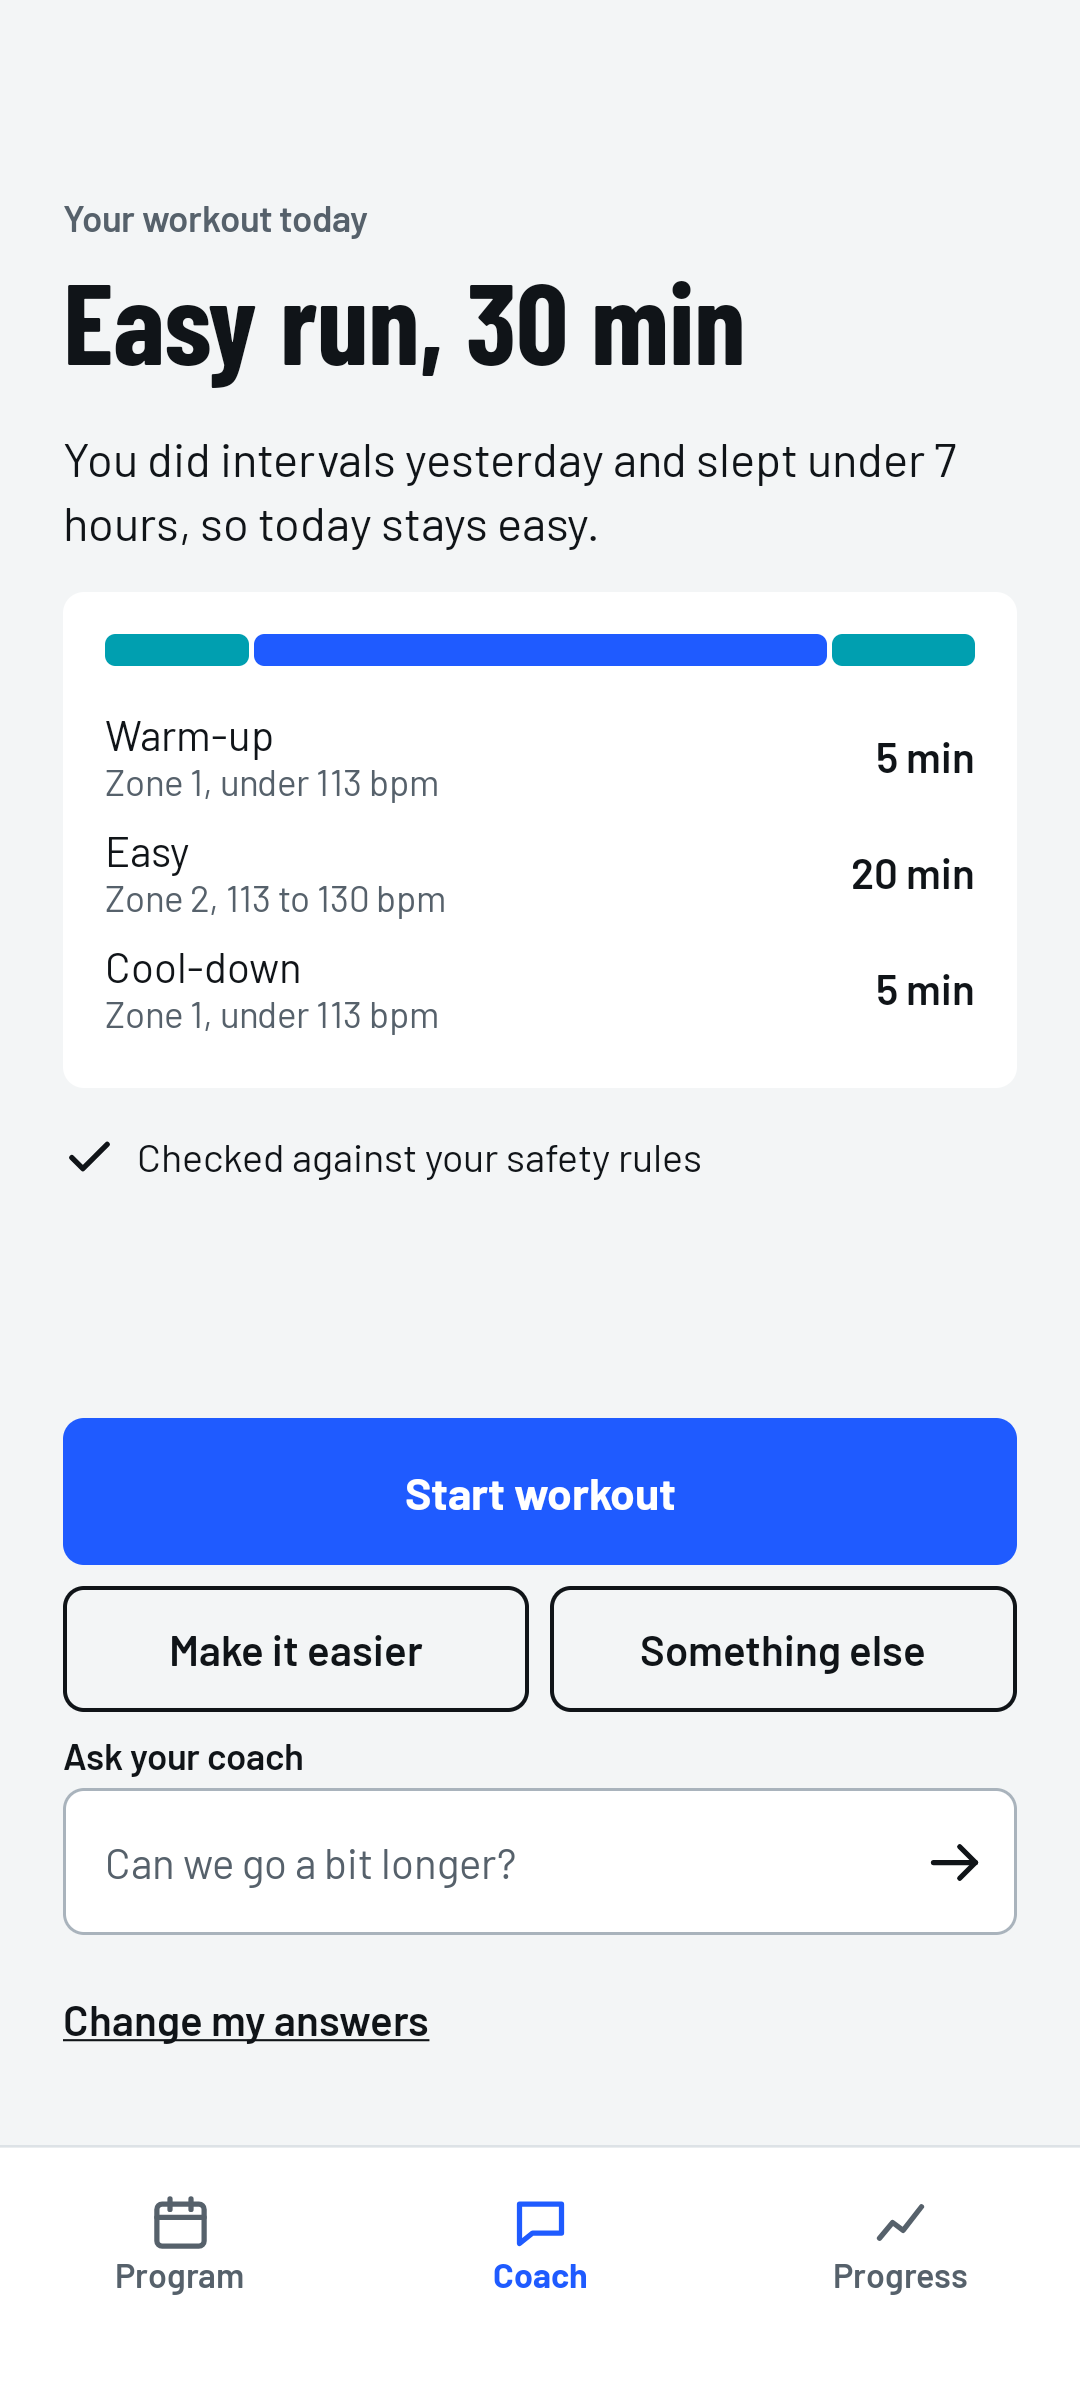 Your workout today
Easy run, 30 min
You did intervals yesterday and slept under 7
hours, so today stays easy.
Warm-up
Zone 1, under 113 bpm
5 min
Easy
Zone 2, 113 to 130 bpm
20 min
Cool-down
Zone 1, under 113 bpm
5 min
Checked against your safety rules
Start workout
Make it easier
Something else
Ask your coach
Can we go a bit longer?
Change my answers
Program
Coach
Progress